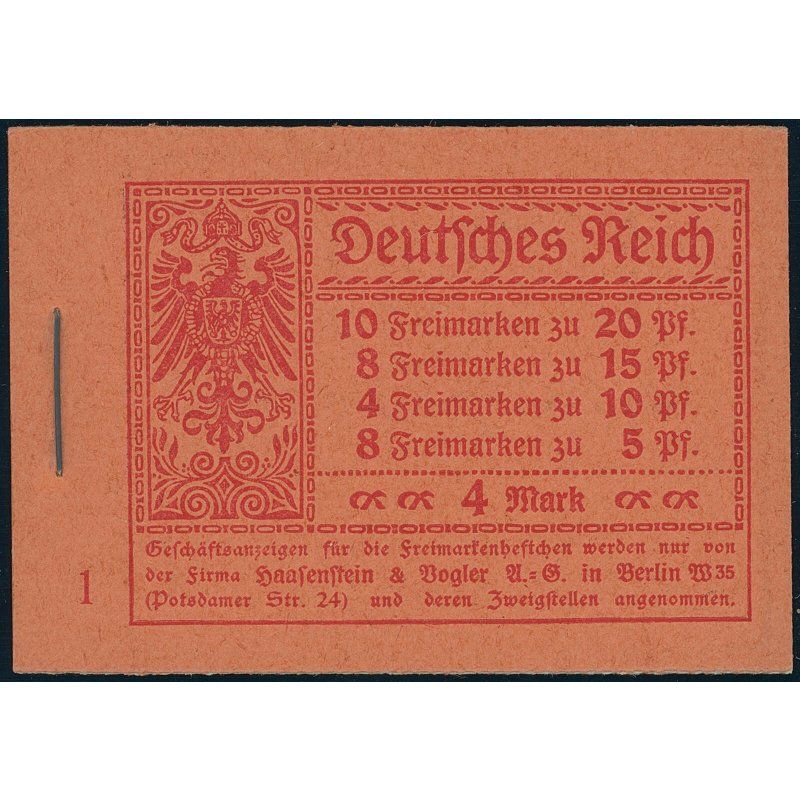 Deutsches Reich
10 Freimarken zu 20 Pf.
8 Freimarken zu 15 Pf.
4 Freimarken zu 10 Pf.
8 Freimarken zu 5 Pf.
4 Mark
Geschäftsanzeigen für die Freimarkenheftchen werden nur von
der Firma Haasenstein & Vogler A.=G. in Berlin W 35
(Potsdamer Str. 24) und deren Zweigstellen angenommen.
1